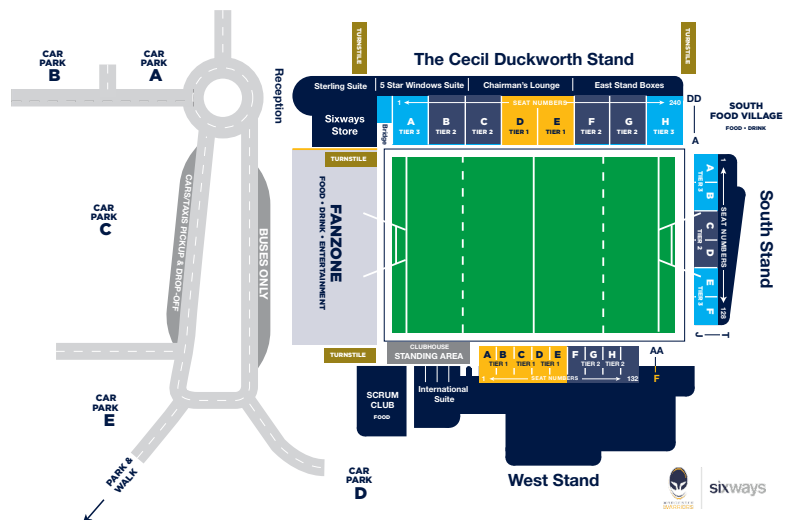 TURNSTILE
TURNSTILE
The Cecil Duckworth Stand
CAR
PARK
B
CAR
PARK
A
Reception
Sterling Suite
5 Star Windows Suite
Chairman's Lounge
East Stand Boxes
Sixways
Store
Bridge
1
SEAT NUMBERS
240
A
TIER 3
B
TIER 2
C
TIER 2
D
TIER 1
E
TIER 1
F
TIER 2
G
TIER 2
H
TIER 3
DD
A
SOUTH
FOOD VILLAGE
FOOD • DRINK
TURNSTILE
FANZONE
FOOD • DRINK • ENTERTAINMENT
CAR
PARK
C
CARS/TAXIS PICKUP & DROP-OFF
BUSES ONLY
A
B
TIER 3
C
D
TIER 2
E
F
TIER 3
1
SEAT NUMBERS
128
South Stand
J
T
TURNSTILE
CLUBHOUSE
STANDING AREA
A
B
C
D
E
F
G
H
TIER 1
TIER 1
TIER 1
TIER 2
TIER 2
1
SEAT NUMBERS
132
AA
F
SCRUM
CLUB
FOOD
International
Suite
CAR
PARK
E
PARK &
WALK
CAR
PARK
D
West Stand
WARRIORS
sixways